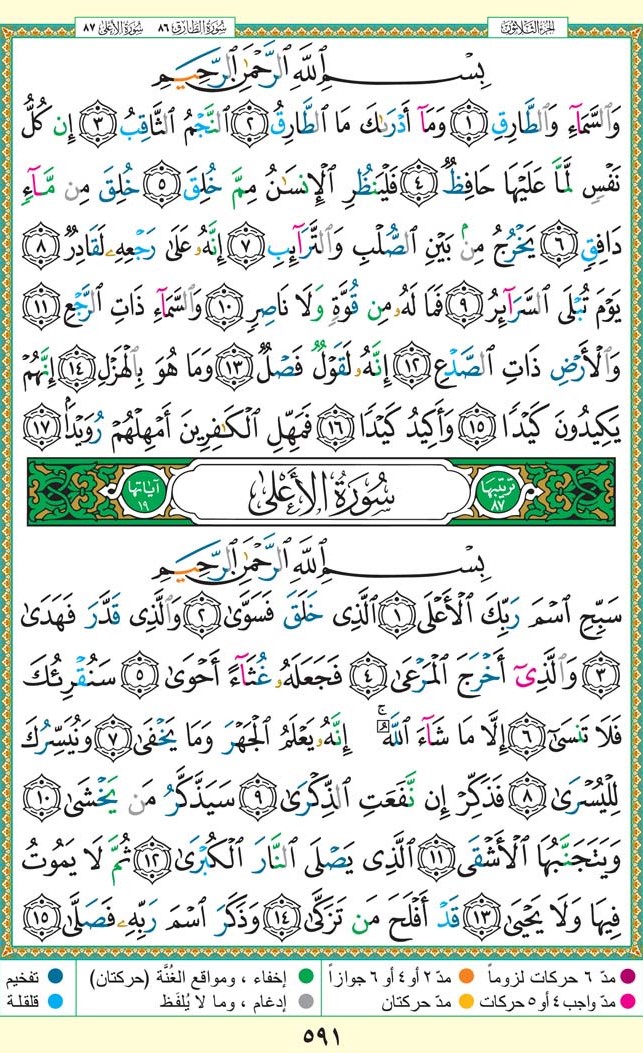 سُورَةُ الطَّارِقِ ٨٦ سُورَةُ الأَعْلَى ٨٧
الجُزْءُ الثَّلَاثُونَ
بِسْمِ ٱللَّهِ ٱلرَّحْمَٰنِ ٱلرَّحِيمِ
وَٱلسَّمَآءِ وَٱلطَّارِقِ ١ وَمَآ أَدْرَىٰكَ مَا ٱلطَّارِقُ ٢ ٱلنَّجْمُ ٱلثَّاقِبُ ٣ إِن كُلُّ
نَفْسٍ لَّمَّا عَلَيْهَا حَافِظٌ ٤ فَلْيَنظُرِ ٱلْإِنسَٰنُ مِمَّ خُلِقَ ٥ خُلِقَ مِن مَّآءٍ
دَافِقٍ ٦ يَخْرُجُ مِنۢ بَيْنِ ٱلصُّلْبِ وَٱلتَّرَآئِبِ ٧ إِنَّهُۥ عَلَىٰ رَجْعِهِۦ لَقَادِرٌ ٨
يَوْمَ تُبْلَى ٱلسَّرَآئِرُ ٩ فَمَا لَهُۥ مِن قُوَّةٍ وَلَا نَاصِرٍ ١٠ وَٱلسَّمَآءِ ذَاتِ ٱلرَّجْعِ ١١
وَٱلْأَرْضِ ذَاتِ ٱلصَّدْعِ ١٢ إِنَّهُۥ لَقَوْلٌ فَصْلٌ ١٣ وَمَا هُوَ بِٱلْهَزْلِ ١٤ إِنَّهُمْ
يَكِيدُونَ كَيْدًا ١٥ وَأَكِيدُ كَيْدًا ١٦ فَمَهِّلِ ٱلْكَٰفِرِينَ أَمْهِلْهُمْ رُوَيْدًۢا ١٧
ترتيبها ٨٧ سُورَةُ الأَعْلَىٰ آياتها ١٩
بِسْمِ ٱللَّهِ ٱلرَّحْمَٰنِ ٱلرَّحِيمِ
سَبِّحِ ٱسْمَ رَبِّكَ ٱلْأَعْلَى ١ ٱلَّذِى خَلَقَ فَسَوَّىٰ ٢ وَٱلَّذِى قَدَّرَ فَهَدَىٰ
٣ وَٱلَّذِىٓ أَخْرَجَ ٱلْمَرْعَىٰ ٤ فَجَعَلَهُۥ غُثَآءً أَحْوَىٰ ٥ سَنُقْرِئُكَ
فَلَا تَنسَىٰٓ ٦ إِلَّا مَا شَآءَ ٱللَّهُ ۚ إِنَّهُۥ يَعْلَمُ ٱلْجَهْرَ وَمَا يَخْفَىٰ ٧ وَنُيَسِّرُكَ
لِلْيُسْرَىٰ ٨ فَذَكِّرْ إِن نَّفَعَتِ ٱلذِّكْرَىٰ ٩ سَيَذَّكَّرُ مَن يَخْشَىٰ ١٠
وَيَتَجَنَّبُهَا ٱلْأَشْقَى ١١ ٱلَّذِى يَصْلَى ٱلنَّارَ ٱلْكُبْرَىٰ ١٢ ثُمَّ لَا يَمُوتُ
فِيهَا وَلَا يَحْيَىٰ ١٣ قَدْ أَفْلَحَ مَن تَزَكَّىٰ ١٤ وَذَكَرَ ٱسْمَ رَبِّهِۦ فَصَلَّىٰ ١٥
مدّ ٦ حركات لزوماً مدّ ٢ أو ٤ أو ٦ جوازاً إخفاء ، ومواقع الغُنَّة (حركتان) تفخيم
مدّ واجب ٤ أو ٥ حركات مدّ حركتان إدغام ، وما لا يُلفَظ قلقلة
٥٩١